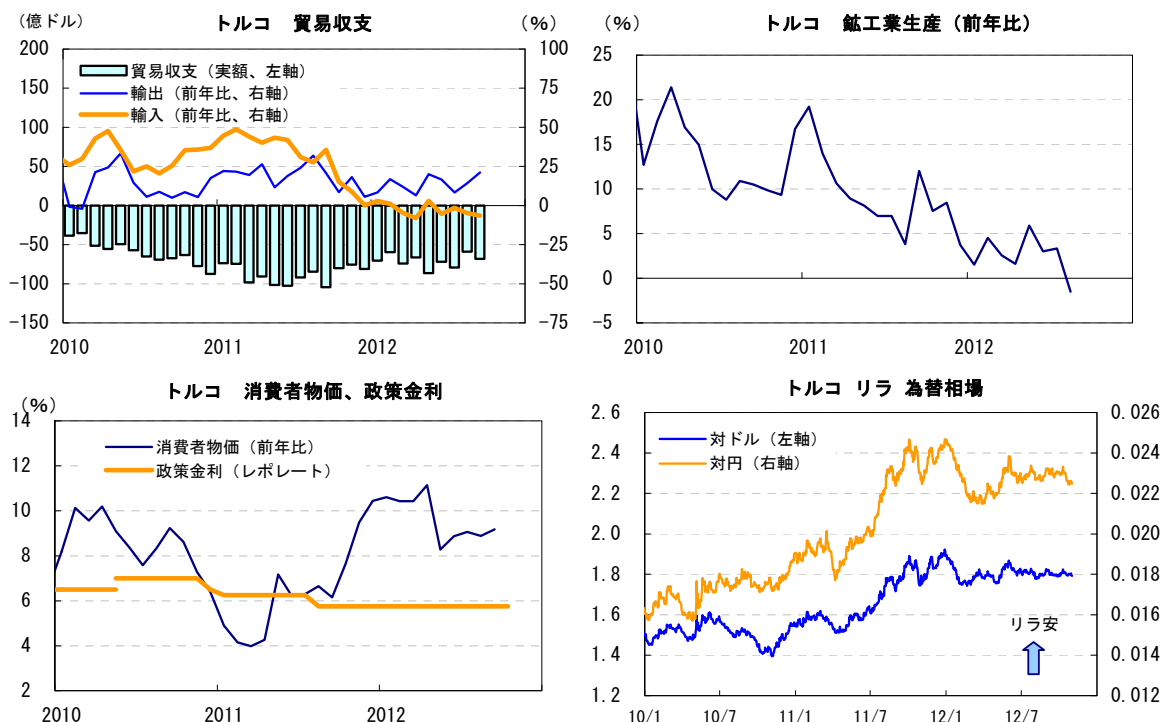 トルコ 貿易収支
(億ドル)
(%)
200
150
100
50
0
-50
-100
-150
100
75
50
25
0
-25
-50
-75
貿易収支(実額、左軸)
輸出(前年比、右軸)
輸入(前年比、右軸)
2010 2011 2012
トルコ 鉱工業生産(前年比)
(%)
25
20
15
10
5
0
-5
2010 2011 2012
トルコ 消費者物価、政策金利
(%)
14
12
10
8
6
4
2
消費者物価(前年比)
政策金利(レポレート)
2010 2011 2012
トルコ リラ 為替相場
2.6
2.4
2.2
2.0
1.8
1.6
1.4
1.2
0.026
0.024
0.022
0.020
0.018
0.016
0.014
0.012
対ドル(左軸)
対円(右軸)
リラ安
10/1 10/7 11/1 11/7 12/1 12/7